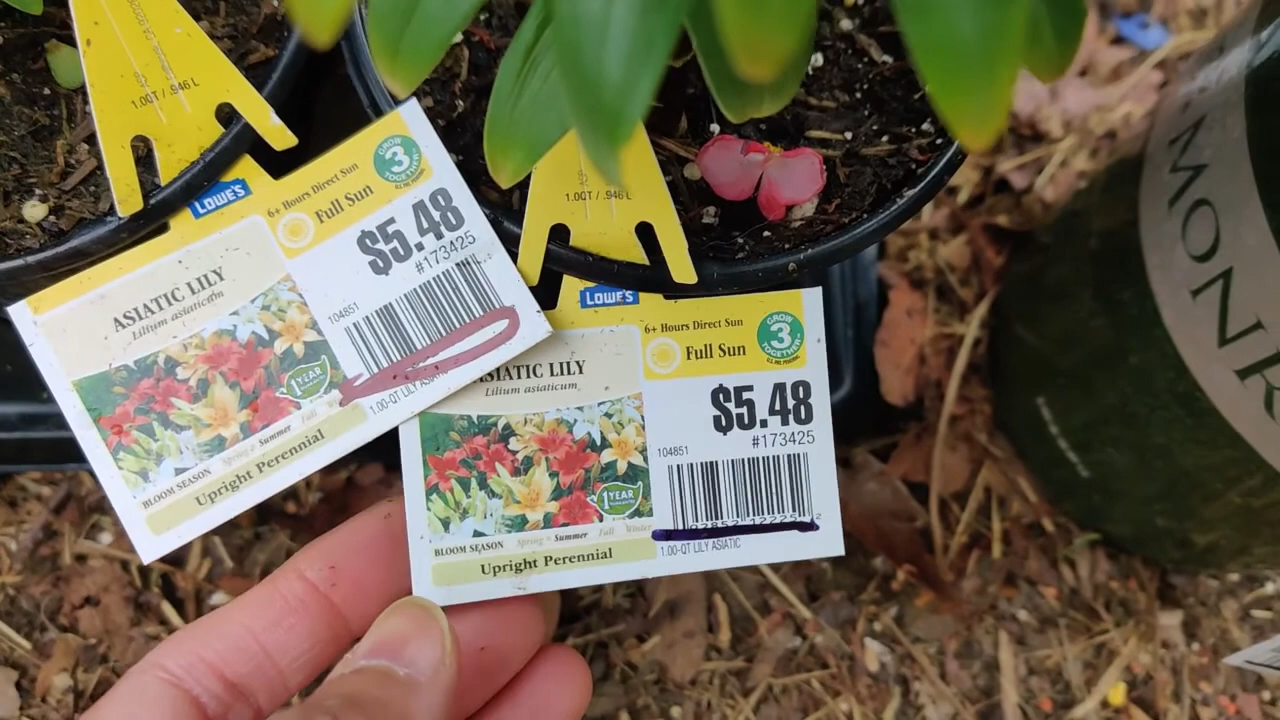 1.0QT / .946 L
LOWE'S
6+ Hours Direct Sun
Full Sun
GROW
3
TOGETHER
$5.48
#173425
ASIATIC LILY
Lilium asiaticum
104851
1 YEAR
1.00-QT LILY ASIATIC
BLOOM SEASON Spring Summer Fall
Upright Perennial
1.0QT / .946 L
LOWE'S
6+ Hours Direct Sun
Full Sun
GROW
3
TOGETHER
$5.48
#173425
ASIATIC LILY
Lilium asiaticum
104851
1 YEAR
BLOOM SEASON Spring Summer Fall Winter
1.00-QT LILY ASIATIC
Upright Perennial
MONR